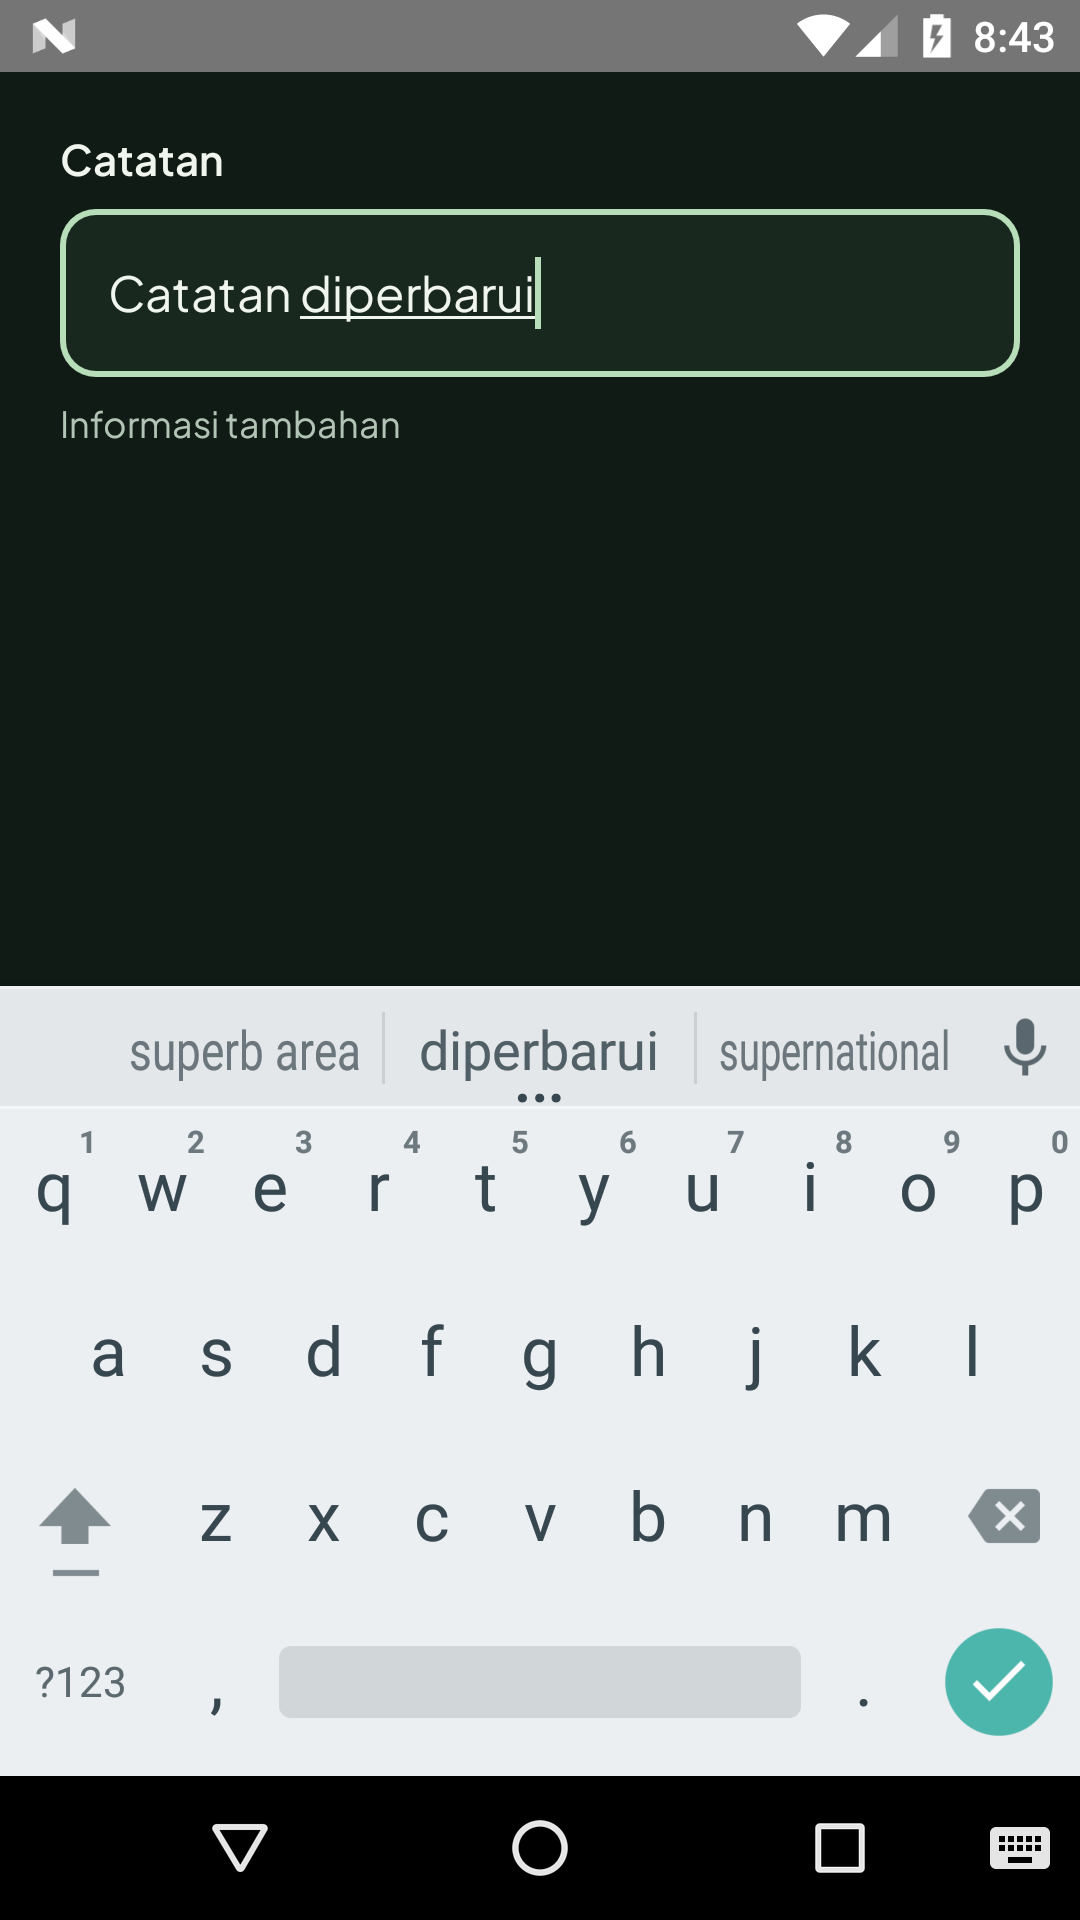 8:43
Catatan
Catatan diperbarui
Informasi tambahan
superb area diperbarui supernational
1 2 3 4 5 6 7 8 9 0
q w e r t y u i o p
a s d f g h j k l
z x c v b n m
?123 , .